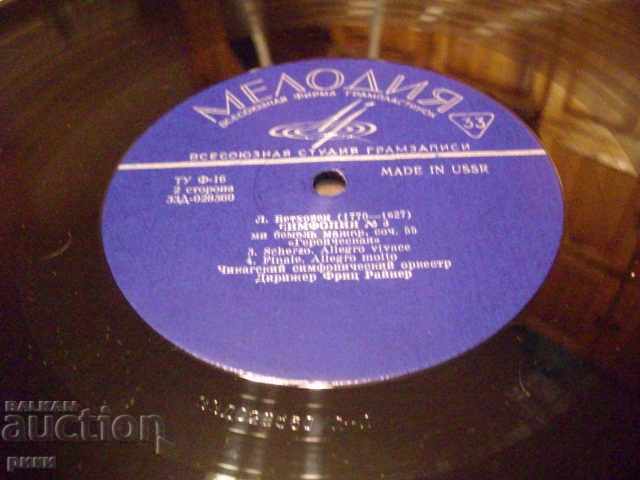 МЕЛОДИЯ
ВСЕСОЮЗНАЯ ФИРМА ГРАМПЛАСТИНОК
33
ВСЕСОЮЗНАЯ СТУДИЯ ГРАМЗАПИСИ
ТУ Ф-16
MADE IN USSR
2 сторона
33Д-020300
Л. Бетховен (1770—1827)
СИМФОНИЯ № 3
ми бемоль мажор, соч. 55
«Героическая»
3. Scherzo, Allegro vivace
4. Finale, Allegro molto
Чикагский симфонический оркестр
Дирижер Фриц Райнер
BALKAN
auction